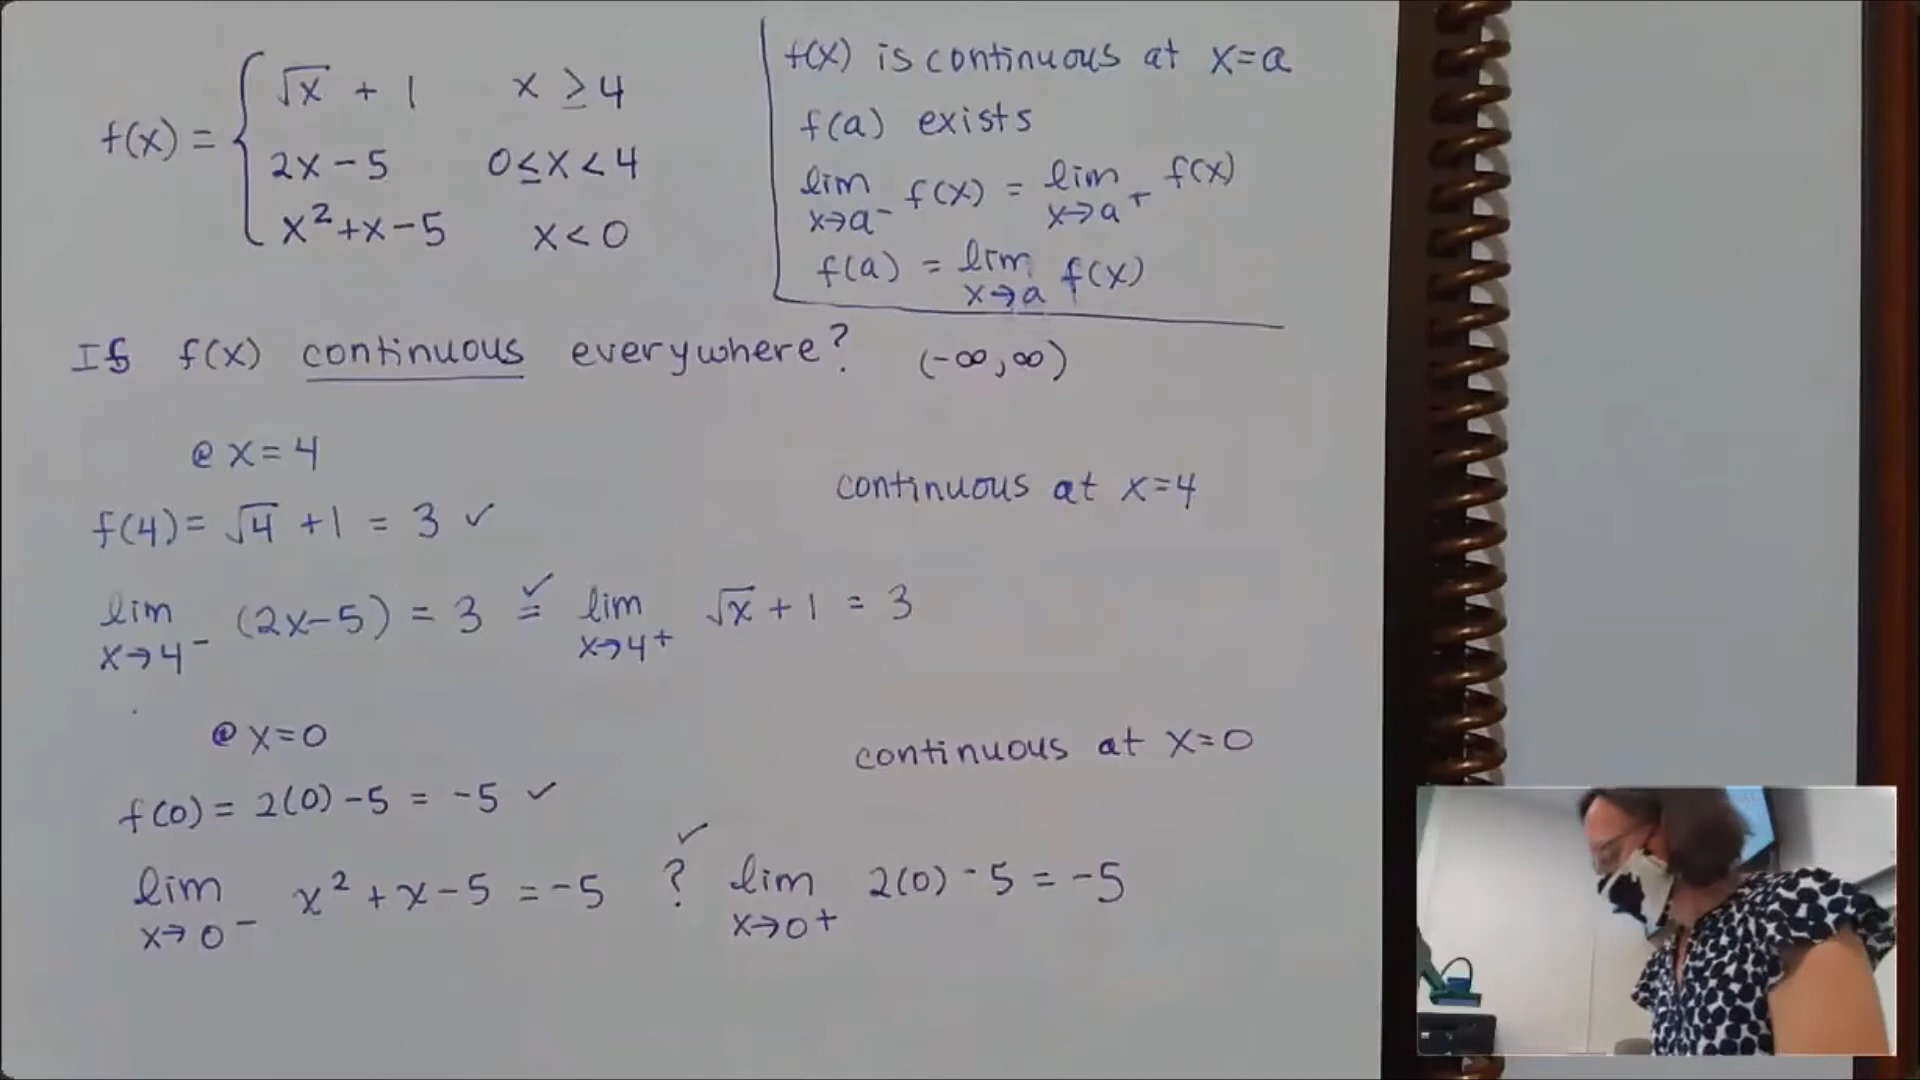 f(x) = { √x + 1    x ≥ 4
2x - 5    0 ≤ x < 4
x² + x - 5    x < 0
f(x) is continuous at x = a
f(a) exists
lim x→a⁻ f(x) = lim x→a⁺ f(x)
f(a) = lim x→a f(x)
Is f(x) continuous everywhere? (-∞, ∞)
@ x = 4
continuous at x = 4
f(4) = √4 + 1 = 3 ✓
lim x→4⁻ (2x - 5) = 3 =✓ lim x→4⁺ √x + 1 = 3
@ x = 0
continuous at x = 0
f(0) = 2(0) - 5 = -5 ✓
lim x→0⁻ x² + x - 5 = -5 ?✓ lim x→0⁺ 2(0) - 5 = -5